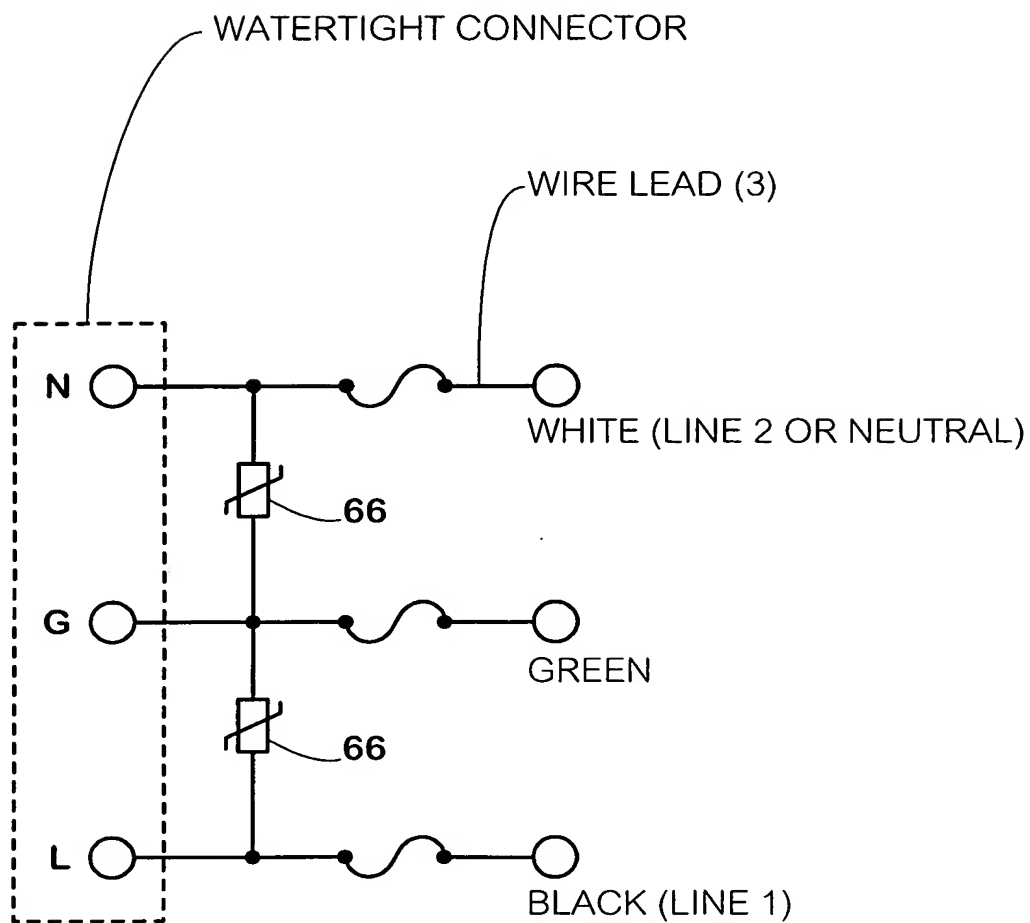 WATERTIGHT CONNECTOR
WIRE LEAD (3)
N
WHITE (LINE 2 OR NEUTRAL)
66
G
GREEN
66
L
BLACK (LINE 1)